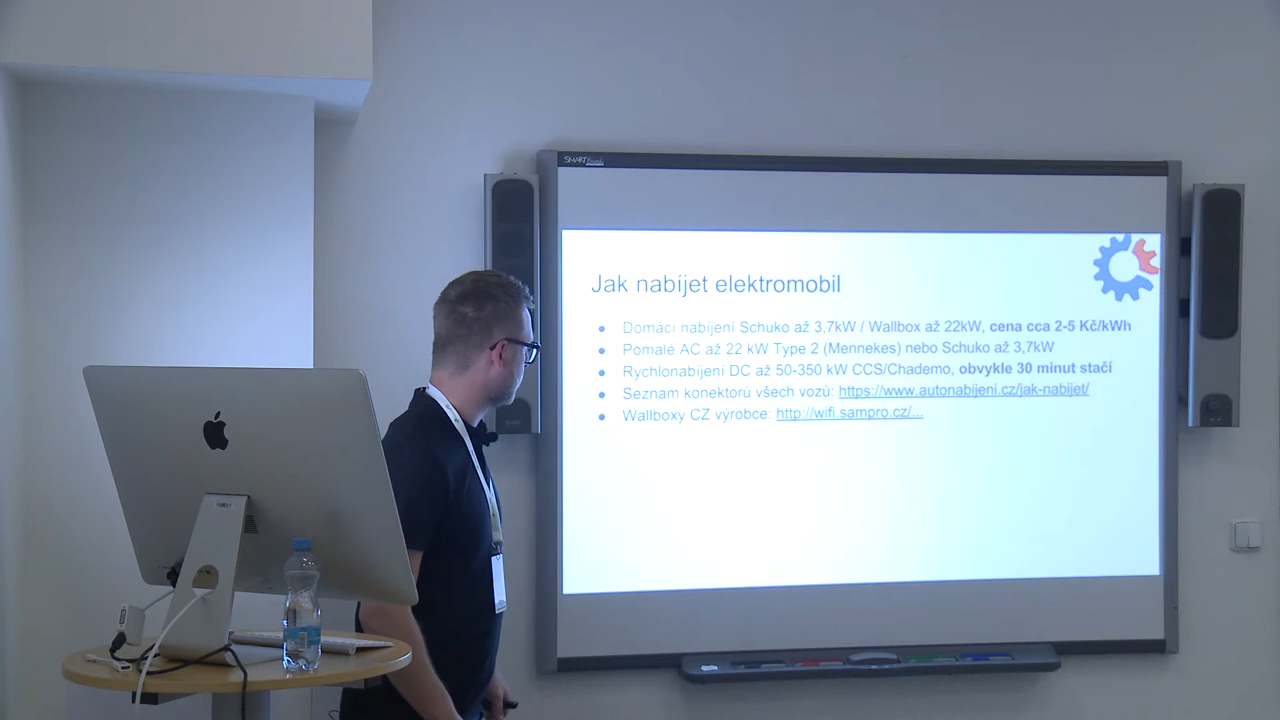 SMART
Jak nabíjet elektromobil
Domácí nabíjení Schuko až 3,7kW / Wallbox až 22kW, cena cca 2-5 Kč/kWh
Pomalé AC až 22 kW Type 2 (Mennekes) nebo Schuko až 3,7kW
Rychlonabíjení DC až 50-350 kW CCS/Chademo, obvykle 30 minut stačí
Seznam konektorů všech vozů: https://www.autonabijeni.cz/jak-nabijet/
Wallboxy CZ výrobce: http://wifi.sampro.cz/...